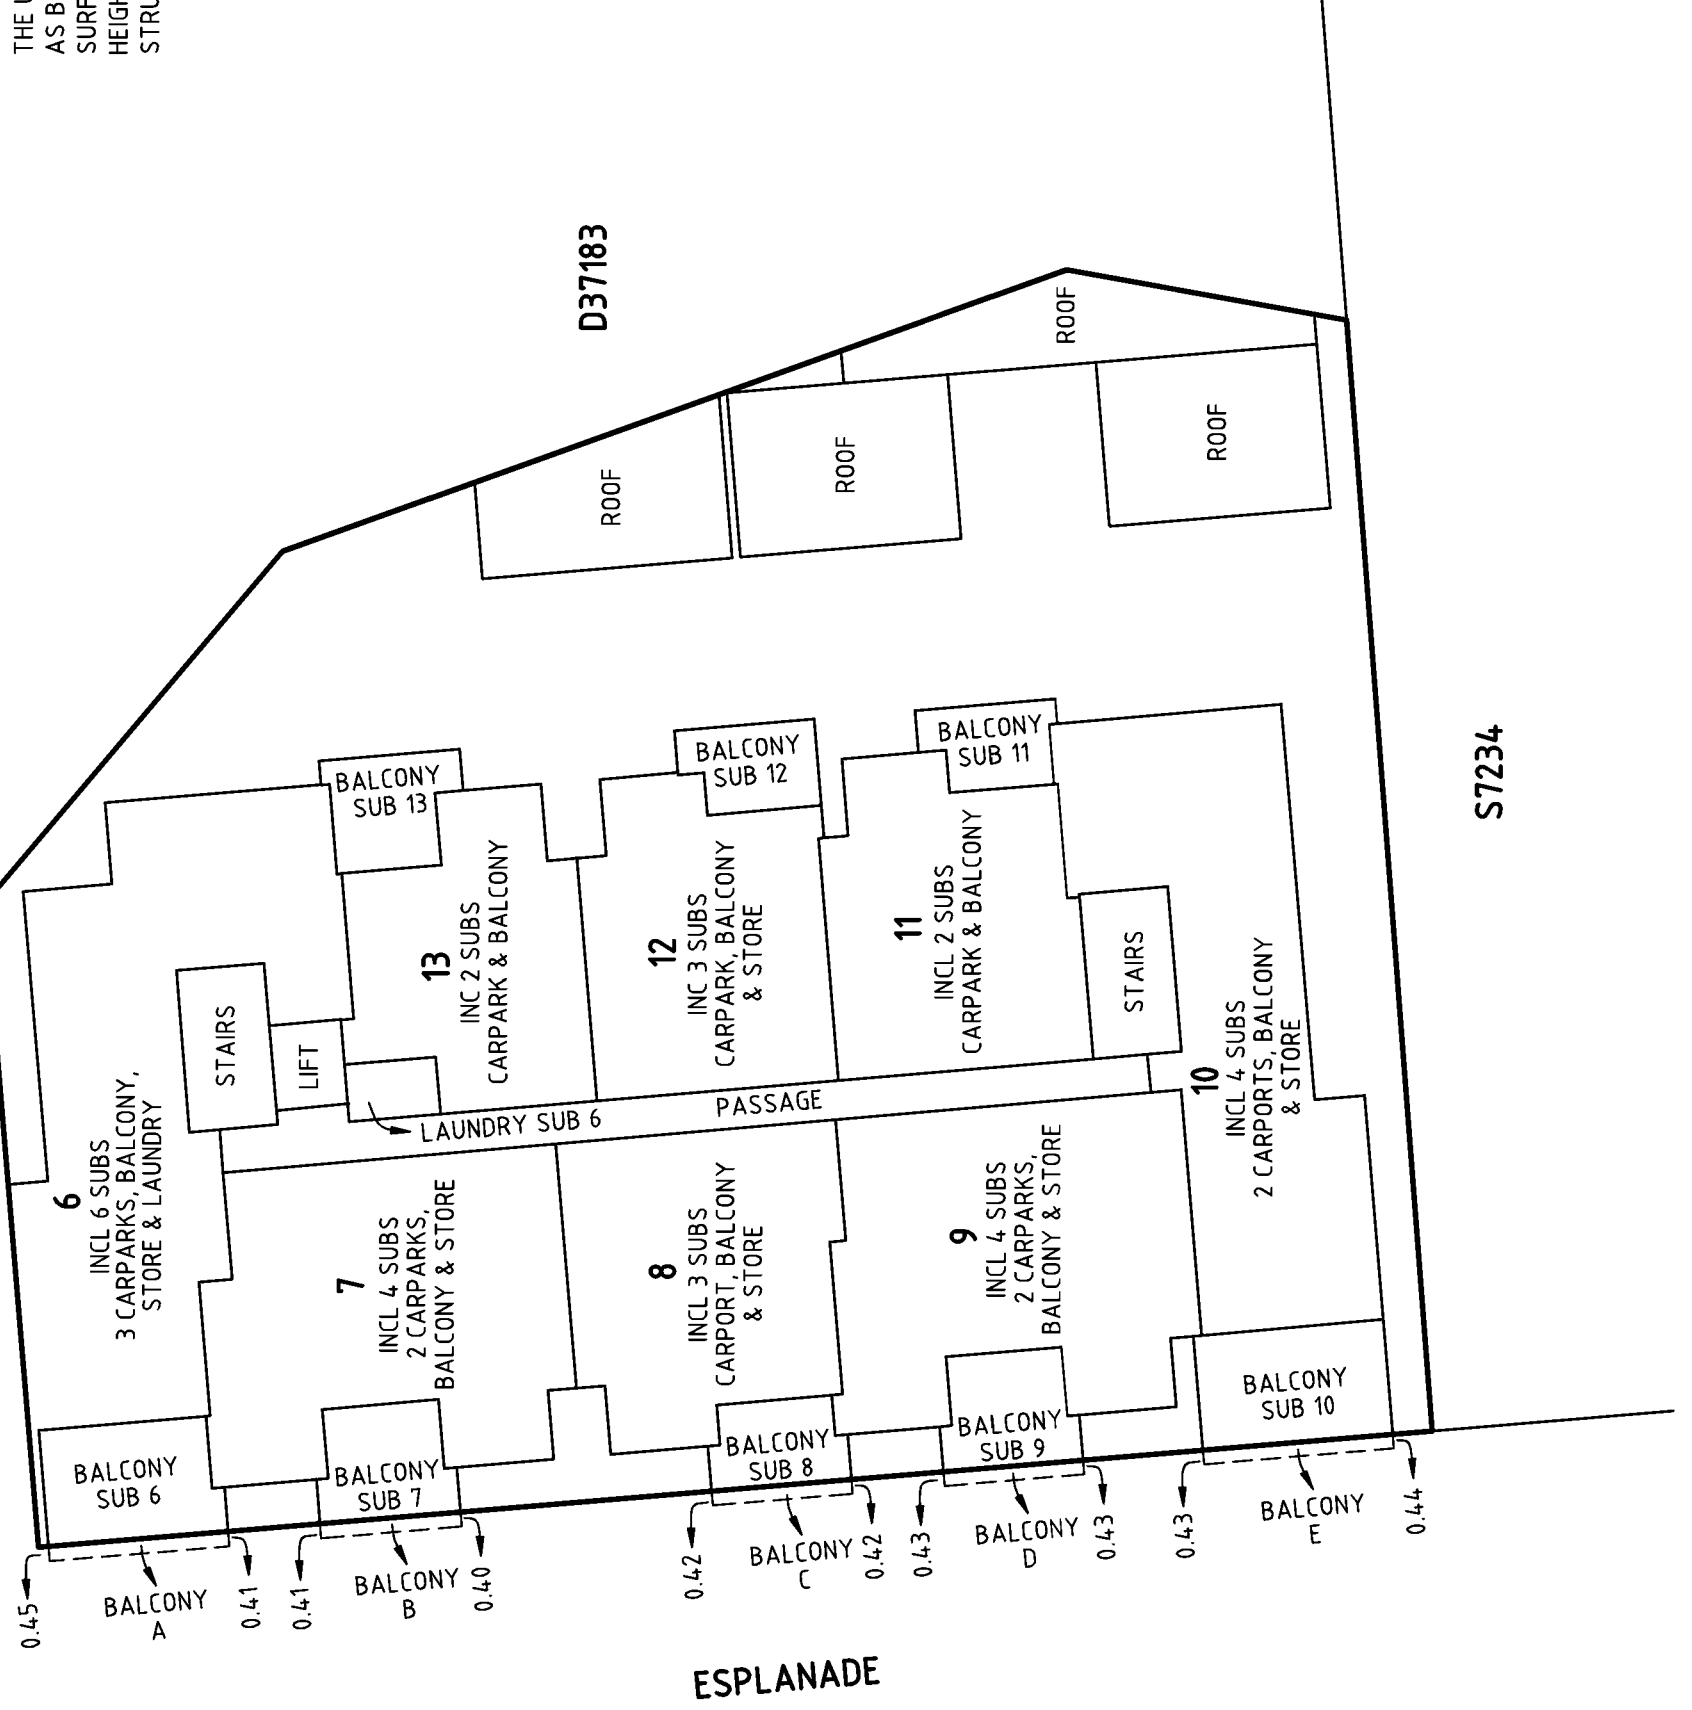 THE
AS B
SURF
HEIGH
STRU
D37183
ROOF
ROOF
ROOF
ROOF
S7234
BALCONY
SUB 13
BALCONY
SUB 12
BALCONY
SUB 11
13
INC 2 SUBS
CARPARK & BALCONY
12
INC 3 SUBS
CARPARK, BALCONY
& STORE
11
INCL 2 SUBS
CARPARK & BALCONY
STAIRS
LIFT
STAIRS
LAUNDRY SUB 6
PASSAGE
6
INCL 6 SUBS
3 CARPARKS, BALCONY,
STORE & LAUNDRY
7
INCL 4 SUBS
2 CARPARKS,
BALCONY & STORE
8
INCL 3 SUBS
CARPORT, BALCONY
& STORE
9
INCL 4 SUBS
2 CARPARKS,
BALCONY & STORE
10
INCL 4 SUBS
2 CARPORTS, BALCONY
& STORE
BALCONY
SUB 6
BALCONY
SUB 7
BALCONY
SUB 8
BALCONY
SUB 9
BALCONY
SUB 10
0.45
BALCONY
A
0.41
0.41
BALCONY
B
0.40
0.42
BALCONY
C
0.42
0.43
BALCONY
D
0.43
0.43
BALCONY
E
0.44
ESPLANADE